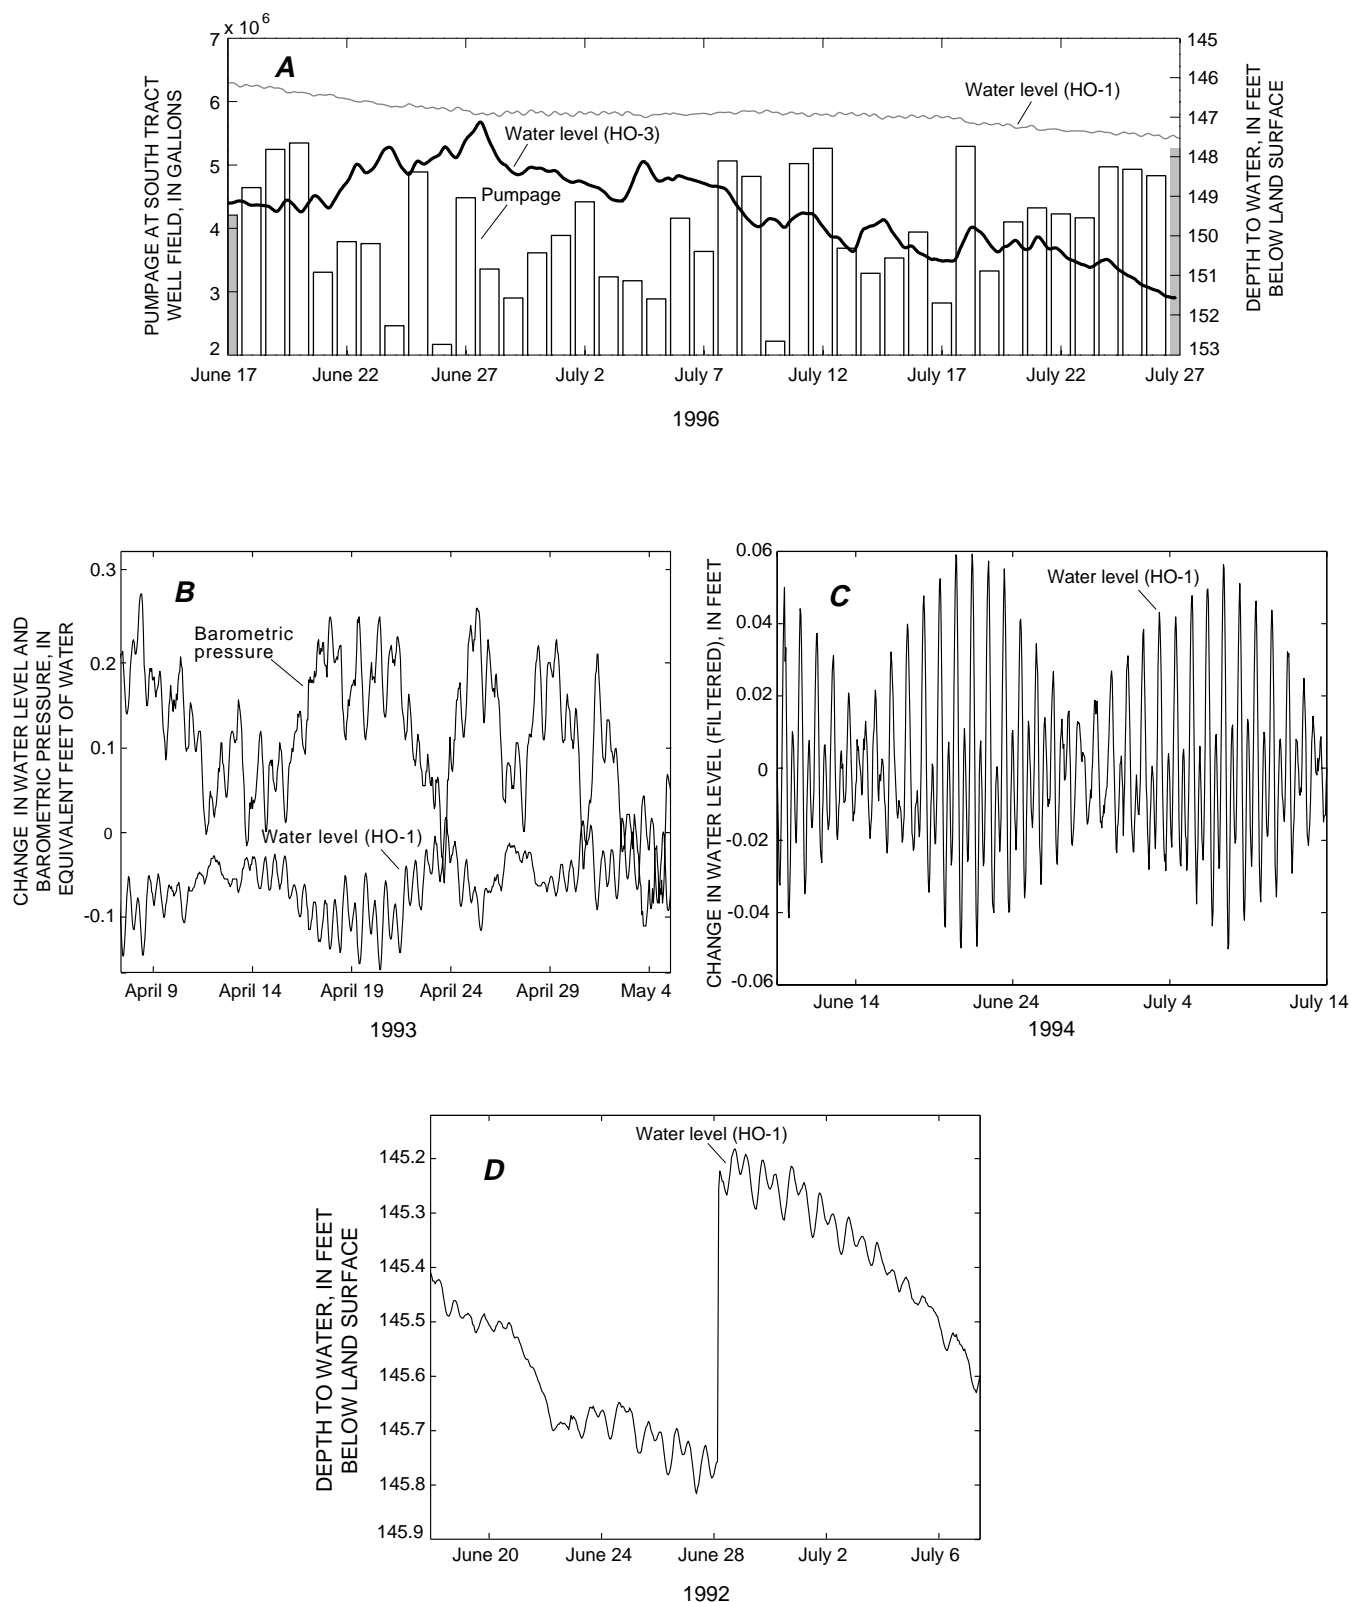 x 10 6
7
6
5
4
3
2
PUMPAGE AT SOUTH TRACT
WELL FIELD, IN GALLONS
A
Water level (HO-1)
Water level (HO-3)
Pumpage
145
146
147
148
149
150
151
152
153
DEPTH TO WATER, IN FEET
BELOW LAND SURFACE
June 17
June 22
June 27
July 2
July 7
July 12
July 17
July 22
July 27
1996
CHANGE IN WATER LEVEL AND
BAROMETRIC PRESSURE, IN
EQUIVALENT FEET OF WATER
0.3
0.2
0.1
0
-0.1
B
Barometric
pressure
Water level (HO-1)
April 9
April 14
April 19
April 24
April 29
May 4
1993
CHANGE IN WATER LEVEL (FILTERED), IN FEET
0.06
0.04
0.02
0
-0.02
-0.04
-0.06
C
Water level (HO-1)
June 14
June 24
July 4
July 14
1994
DEPTH TO WATER, IN FEET
BELOW LAND SURFACE
145.2
145.3
145.4
145.5
145.6
145.7
145.8
145.9
D
Water level (HO-1)
June 20
June 24
June 28
July 2
July 6
1992